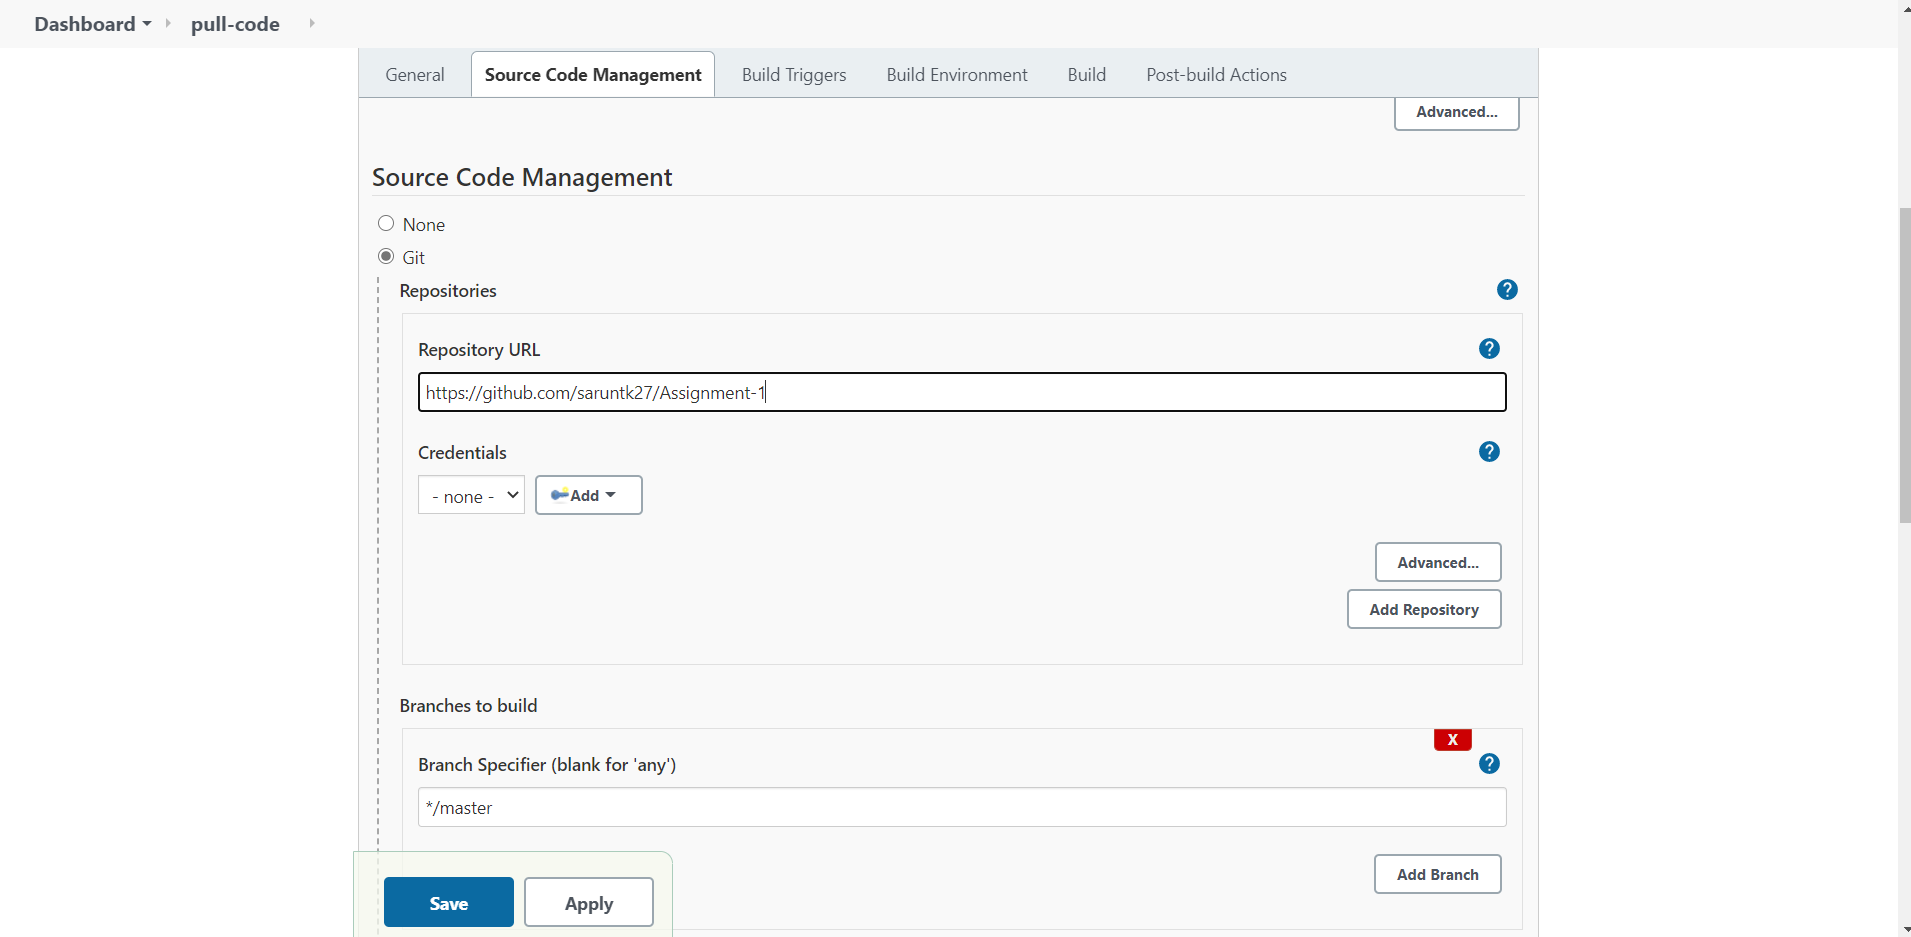 Dashboard pull-code
General Source Code Management Build Triggers Build Environment Build Post-build Actions
Advanced...
Source Code Management
None
Git
Repositories
?
Repository URL
?
https://github.com/saruntk27/Assignment-1
Credentials
?
- none - Add
Advanced...
Add Repository
Branches to build
X
Branch Specifier (blank for 'any')
?
*/master
Add Branch
Save Apply